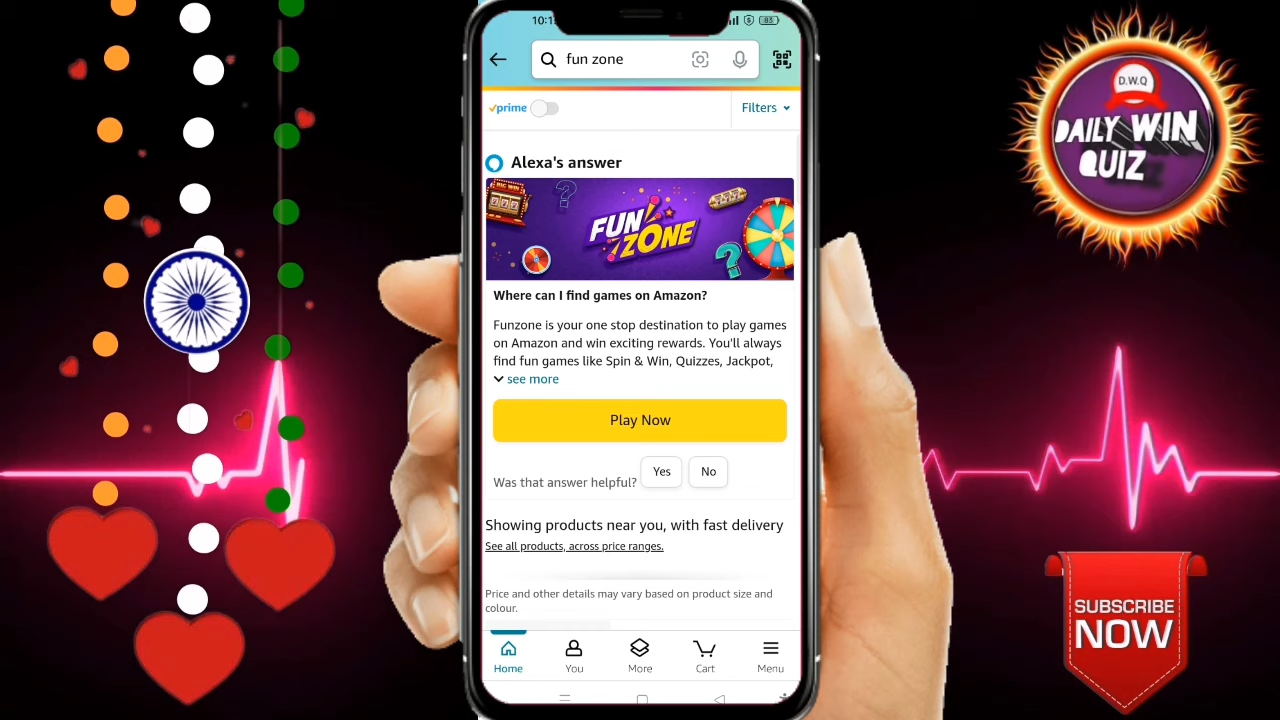 10:1
83
fun zone
prime
Filters
Alexa's answer
BIG WIN
FUN
ZONE
Where can I find games on Amazon?
Funzone is your one stop destination to play games
on Amazon and win exciting rewards. You'll always
find fun games like Spin & Win, Quizzes, Jackpot,
see more
Play Now
Was that answer helpful?
Yes
No
Showing products near you, with fast delivery
See all products, across price ranges.
Price and other details may vary based on product size and
colour.
Home
You
More
Cart
Menu
D.W.Q
DAILY WIN
QUIZ
SUBSCRIBE
NOW